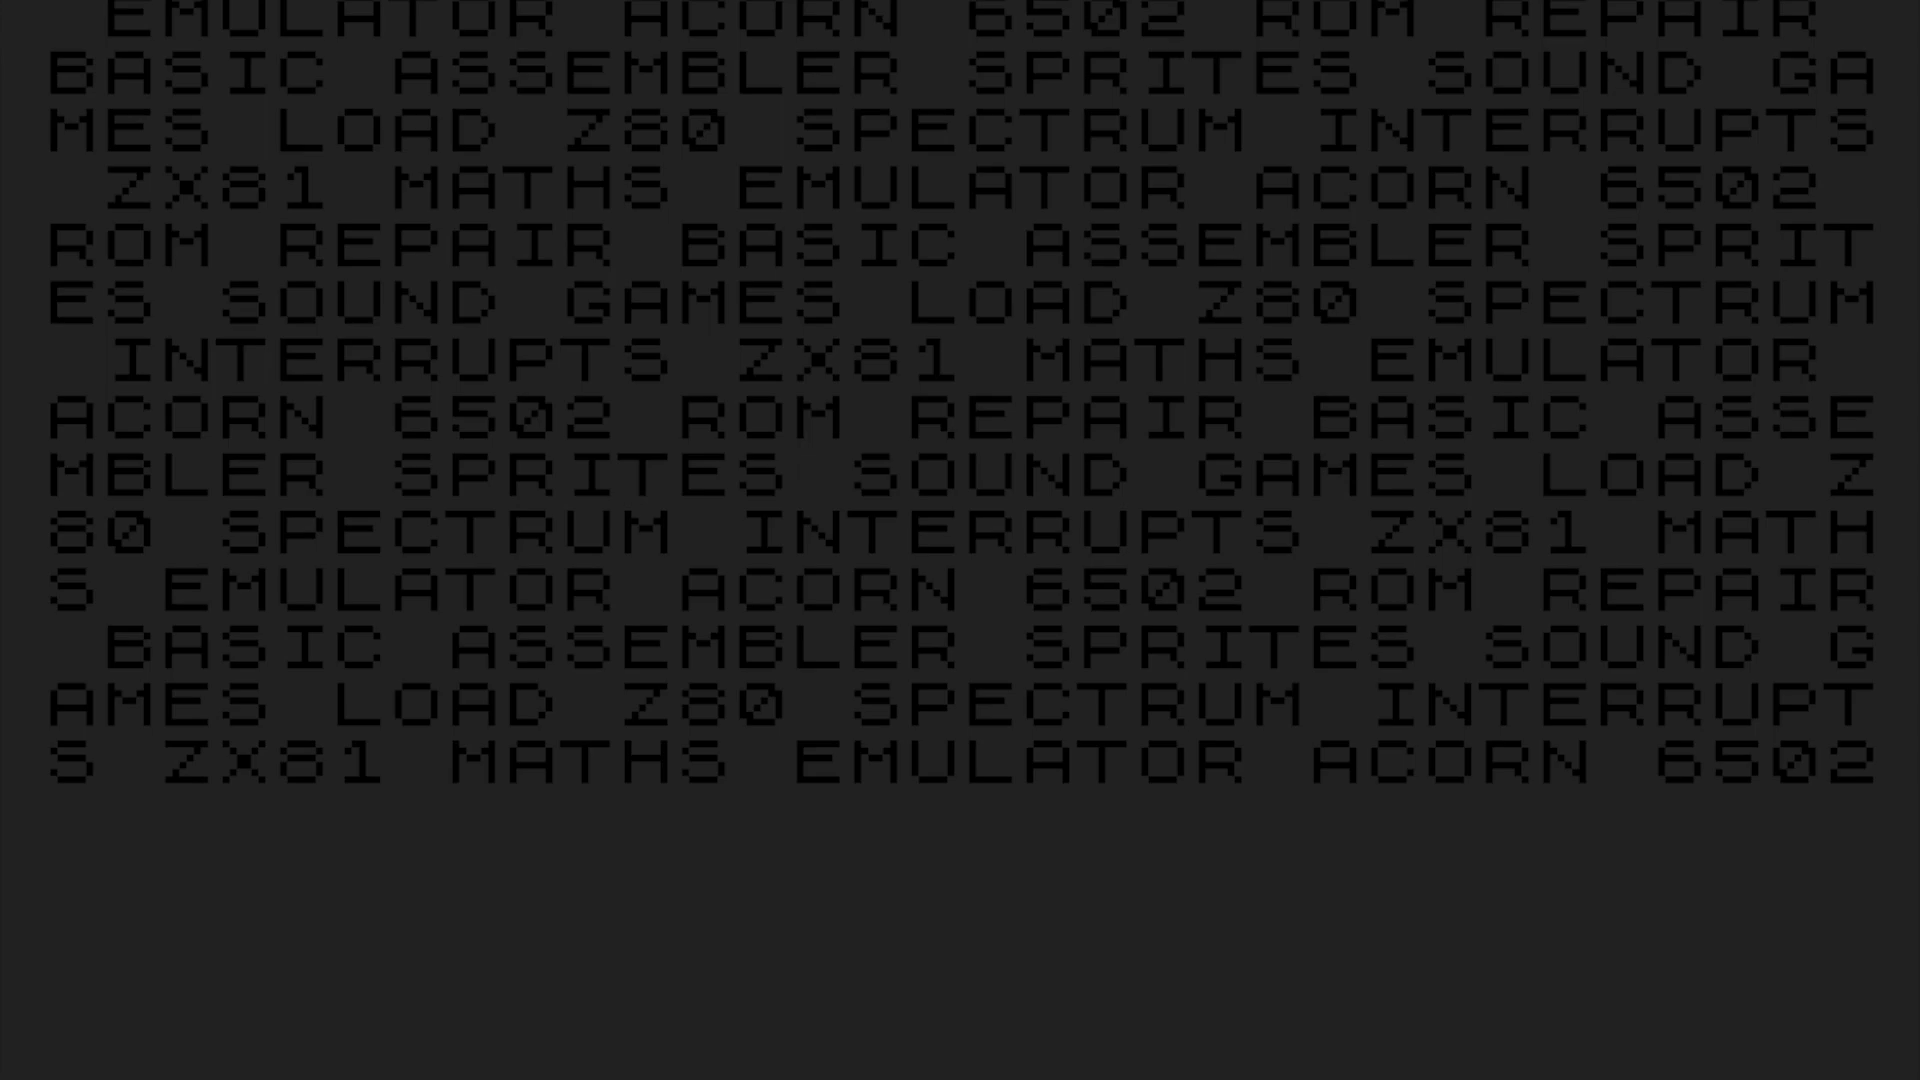 EMULATOR ACORN 6502 ROM REPAIR
BASIC ASSEMBLER SPRITES SOUND GA
MES LOAD Z80 SPECTRUM INTERRUPTS
ZX81 MATHS EMULATOR ACORN 6502
ROM REPAIR BASIC ASSEMBLER SPRIT
ES SOUND GAMES LOAD Z80 SPECTRUM
INTERRUPTS ZX81 MATHS EMULATOR
ACORN 6502 ROM REPAIR BASIC ASSE
MBLER SPRITES SOUND GAMES LOAD Z
80 SPECTRUM INTERRUPTS ZX81 MATH
S EMULATOR ACORN 6502 ROM REPAIR
BASIC ASSEMBLER SPRITES SOUND G
AMES LOAD Z80 SPECTRUM INTERRUPT
S ZX81 MATHS EMULATOR ACORN 6502